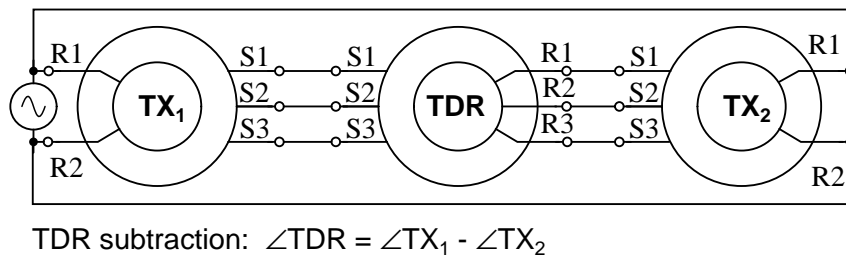 R1 S1 S1 R1 S1 R1
TX₁ S2 S2 TDR R2 S2 TX₂
S3 S3 R3 S3
R2 R2
TDR subtraction: ∠TDR = ∠TX₁ - ∠TX₂